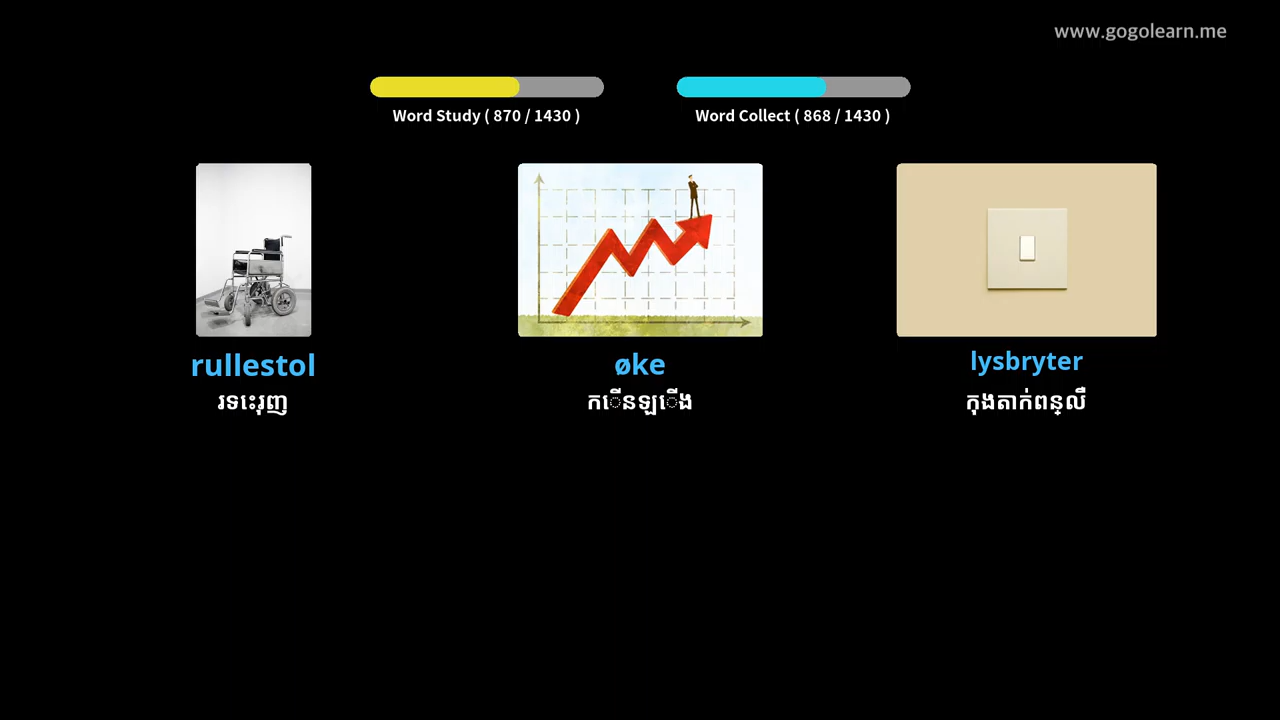 www.gogolearn.me
Word Study ( 870 / 1430 )
Word Collect ( 868 / 1430 )
rullestol
øke
lysbryter
រទេះរុញ
កើនឡើង
កុងតាក់ពន្លឺ